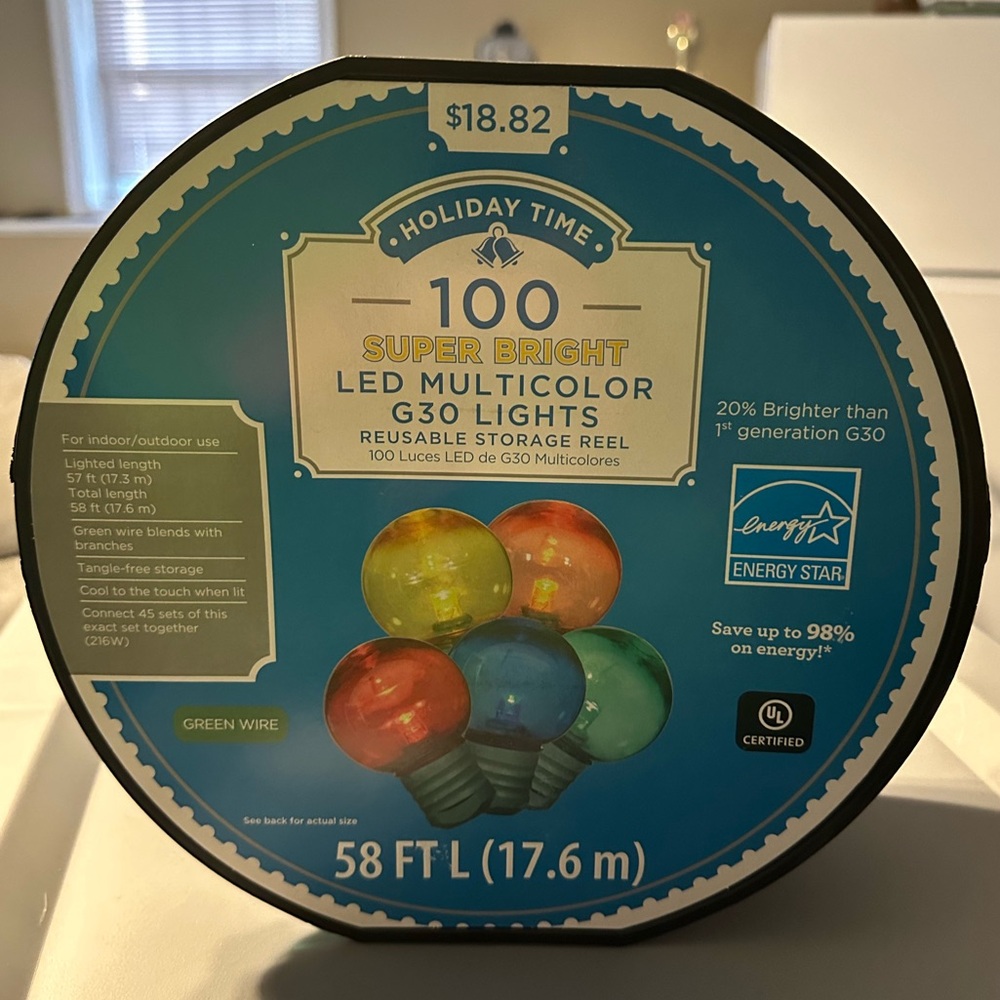 $18.82
HOLIDAY TIME
100
SUPER BRIGHT
LED MULTICOLOR
G30 LIGHTS
REUSABLE STORAGE REEL
100 Luces LED de G30 Multicolores
For indoor/outdoor use
Lighted length
57 ft (17.3 m)
Total length
58 ft (17.6 m)
Green wire blends with
branches
Tangle-free storage
Cool to the touch when lit
Connect 45 sets of this
exact set together
(216W)
GREEN WIRE
20% Brighter than
1st generation G30
energy
ENERGY STAR
Save up to 98%
on energy!*
UL
CERTIFIED
See back for actual size
58 FT L (17.6 m)